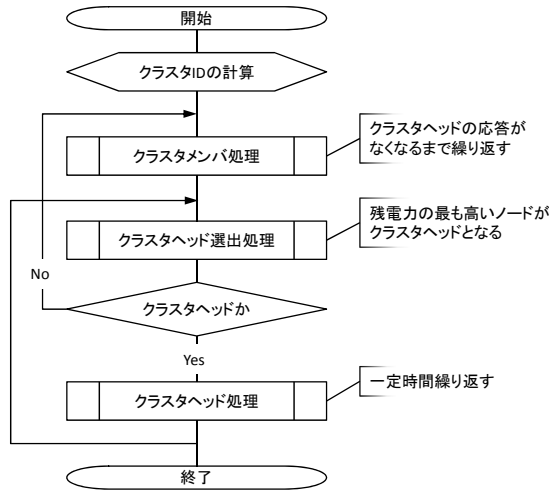 開始
クラスタIDの計算
クラスタメンバ処理
クラスタヘッドの応答が
なくなるまで繰り返す
クラスタヘッド選出処理
残電力の最も高いノードが
クラスタヘッドとなる
No
クラスタヘッドか
Yes
クラスタヘッド処理
一定時間繰り返す
終了